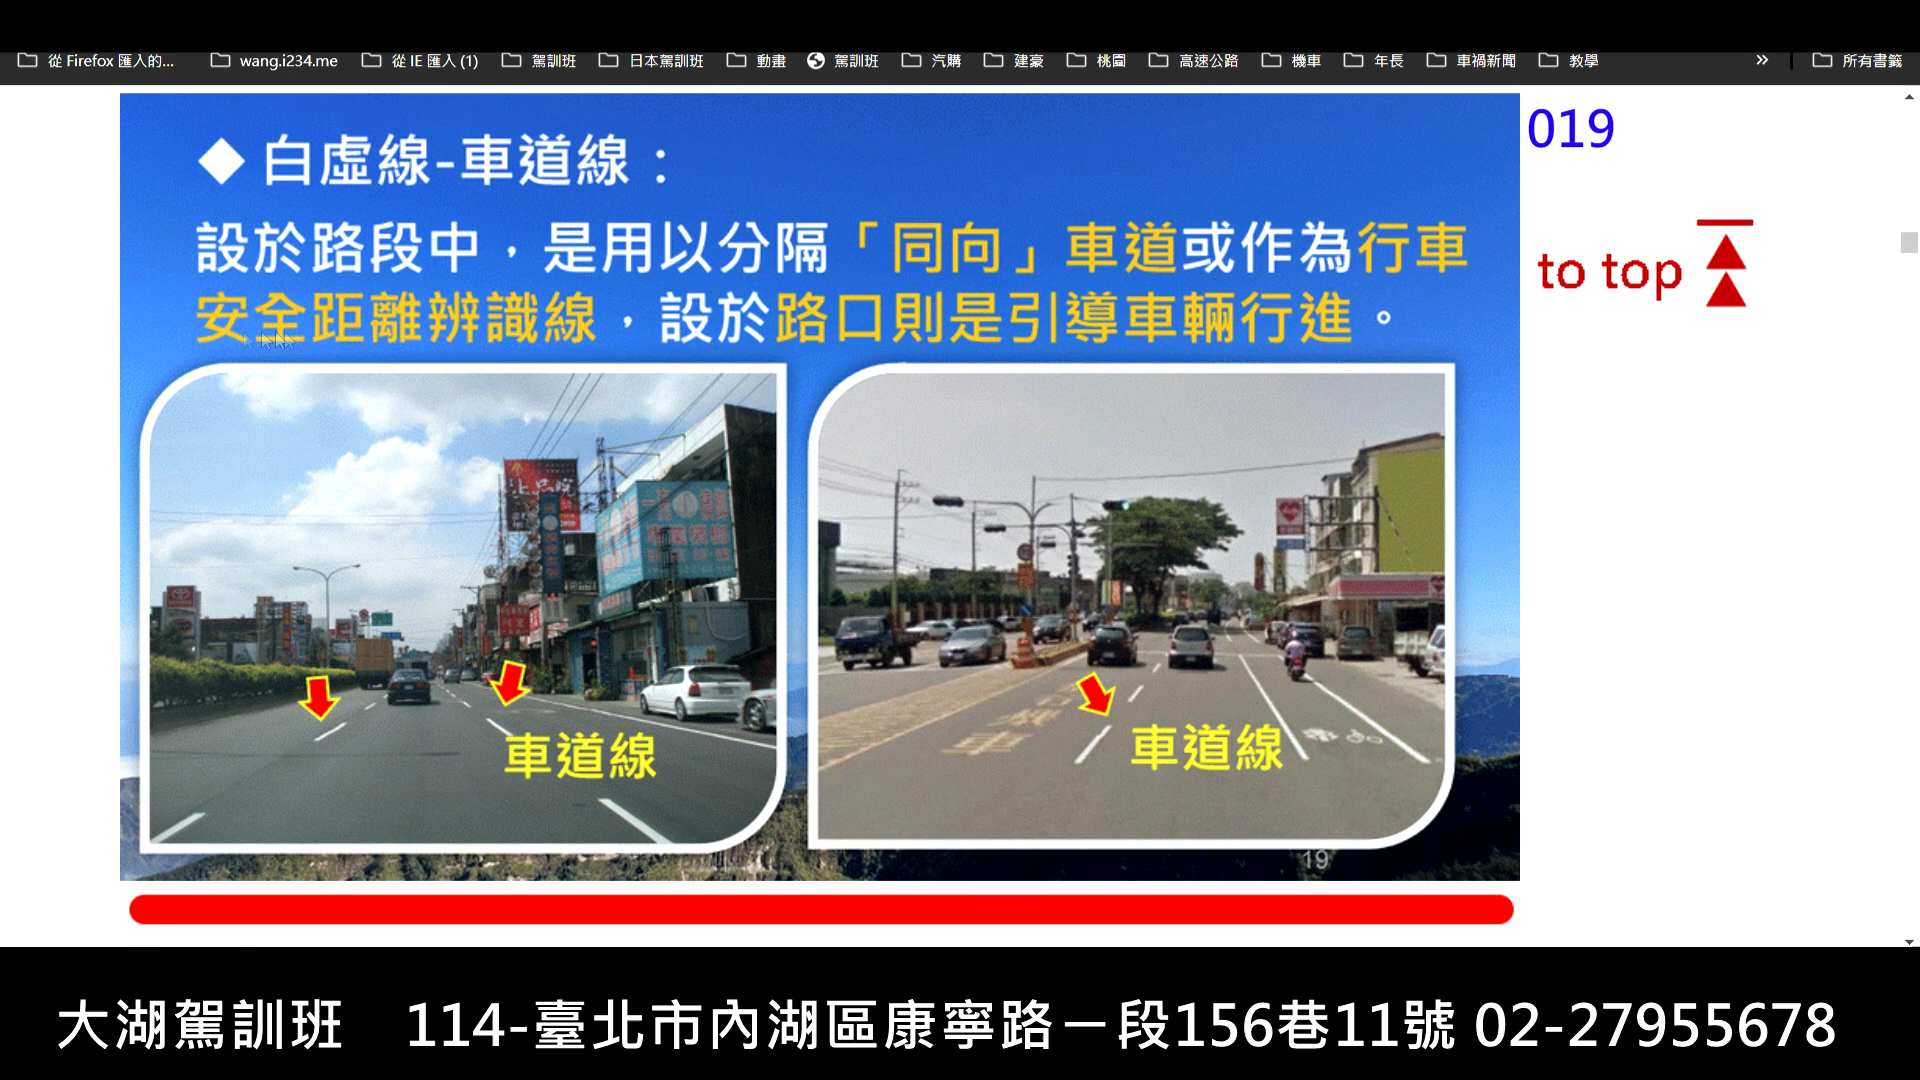 從 Firefox 匯入的... wang.i234.me 從 IE 匯入 (1) 駕訓班 日本駕訓班 動畫 駕訓班 汽購 建豪 桃園 高速公路 機車 年長 車禍新聞 教學 » 所有書籤
◆白虛線-車道線：
設於路段中，是用以分隔「同向」車道或作為行車
安全距離辨識線，設於路口則是引導車輛行進。
019
to top
車道線
車道線
19
大湖駕訓班 114-臺北市內湖區康寧路一段156巷11號 02-27955678